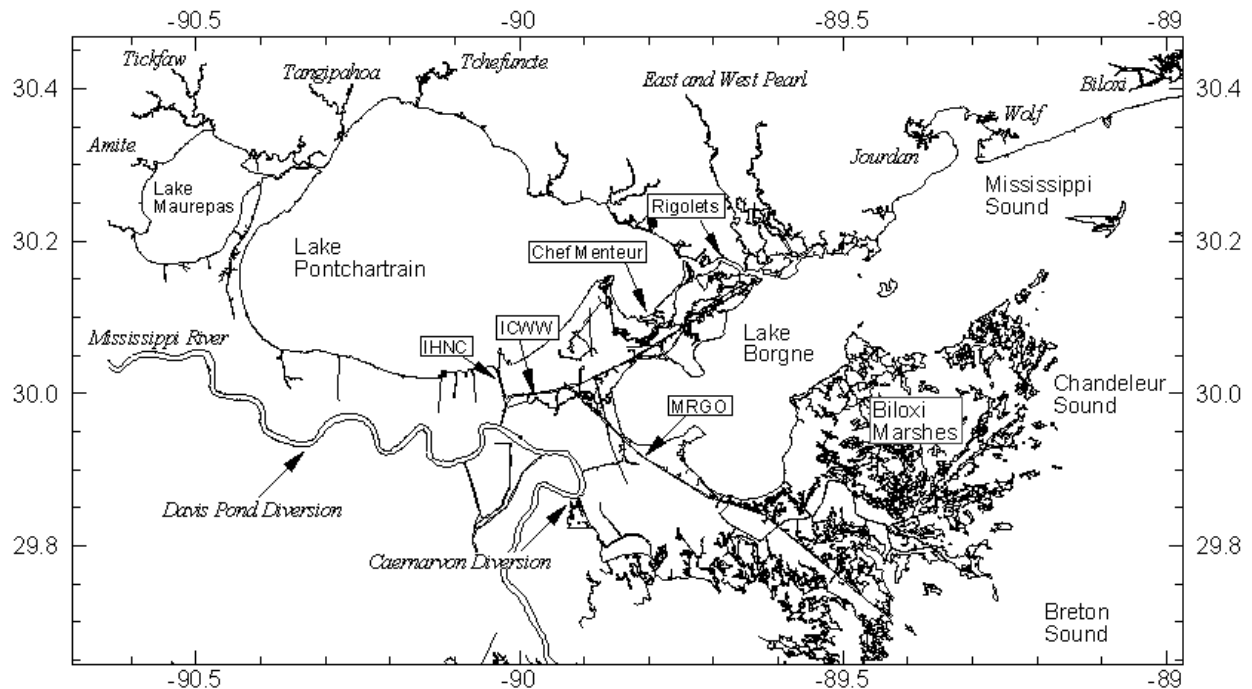 -90.5
-90
-89.5
-89
Tickfaw
Tangipahoa
Tchefuncte
East and West Pearl
Biloxi
30.4
30.4
Wolf
Amite
Jourdan
Lake
Maurepas
Rigolets
Mississippi
Sound
30.2
30.2
Lake
Pontchartrain
Chef Menteur
Mississippi River
IHNC
ICWW
Lake
Borgne
30.0
30.0
MRGO
Biloxi
Marshes
Chandeleur
Sound
Davis Pond Diversion
Caernarvon Diversion
29.8
29.8
Breton
Sound
-90.5
-90
-89.5
-89